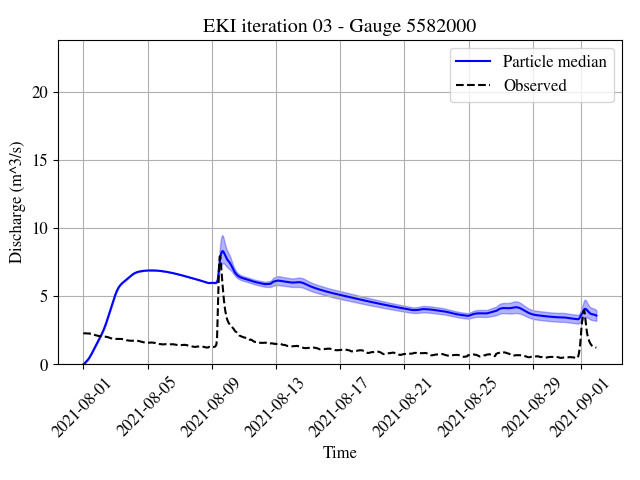 EKI iteration 03 - Gauge 5582000
Particle median
Observed
Discharge (m^3/s)
20
15
10
5
0
2021-08-01
2021-08-05
2021-08-09
2021-08-13
2021-08-17
2021-08-21
2021-08-25
2021-08-29
2021-09-01
Time